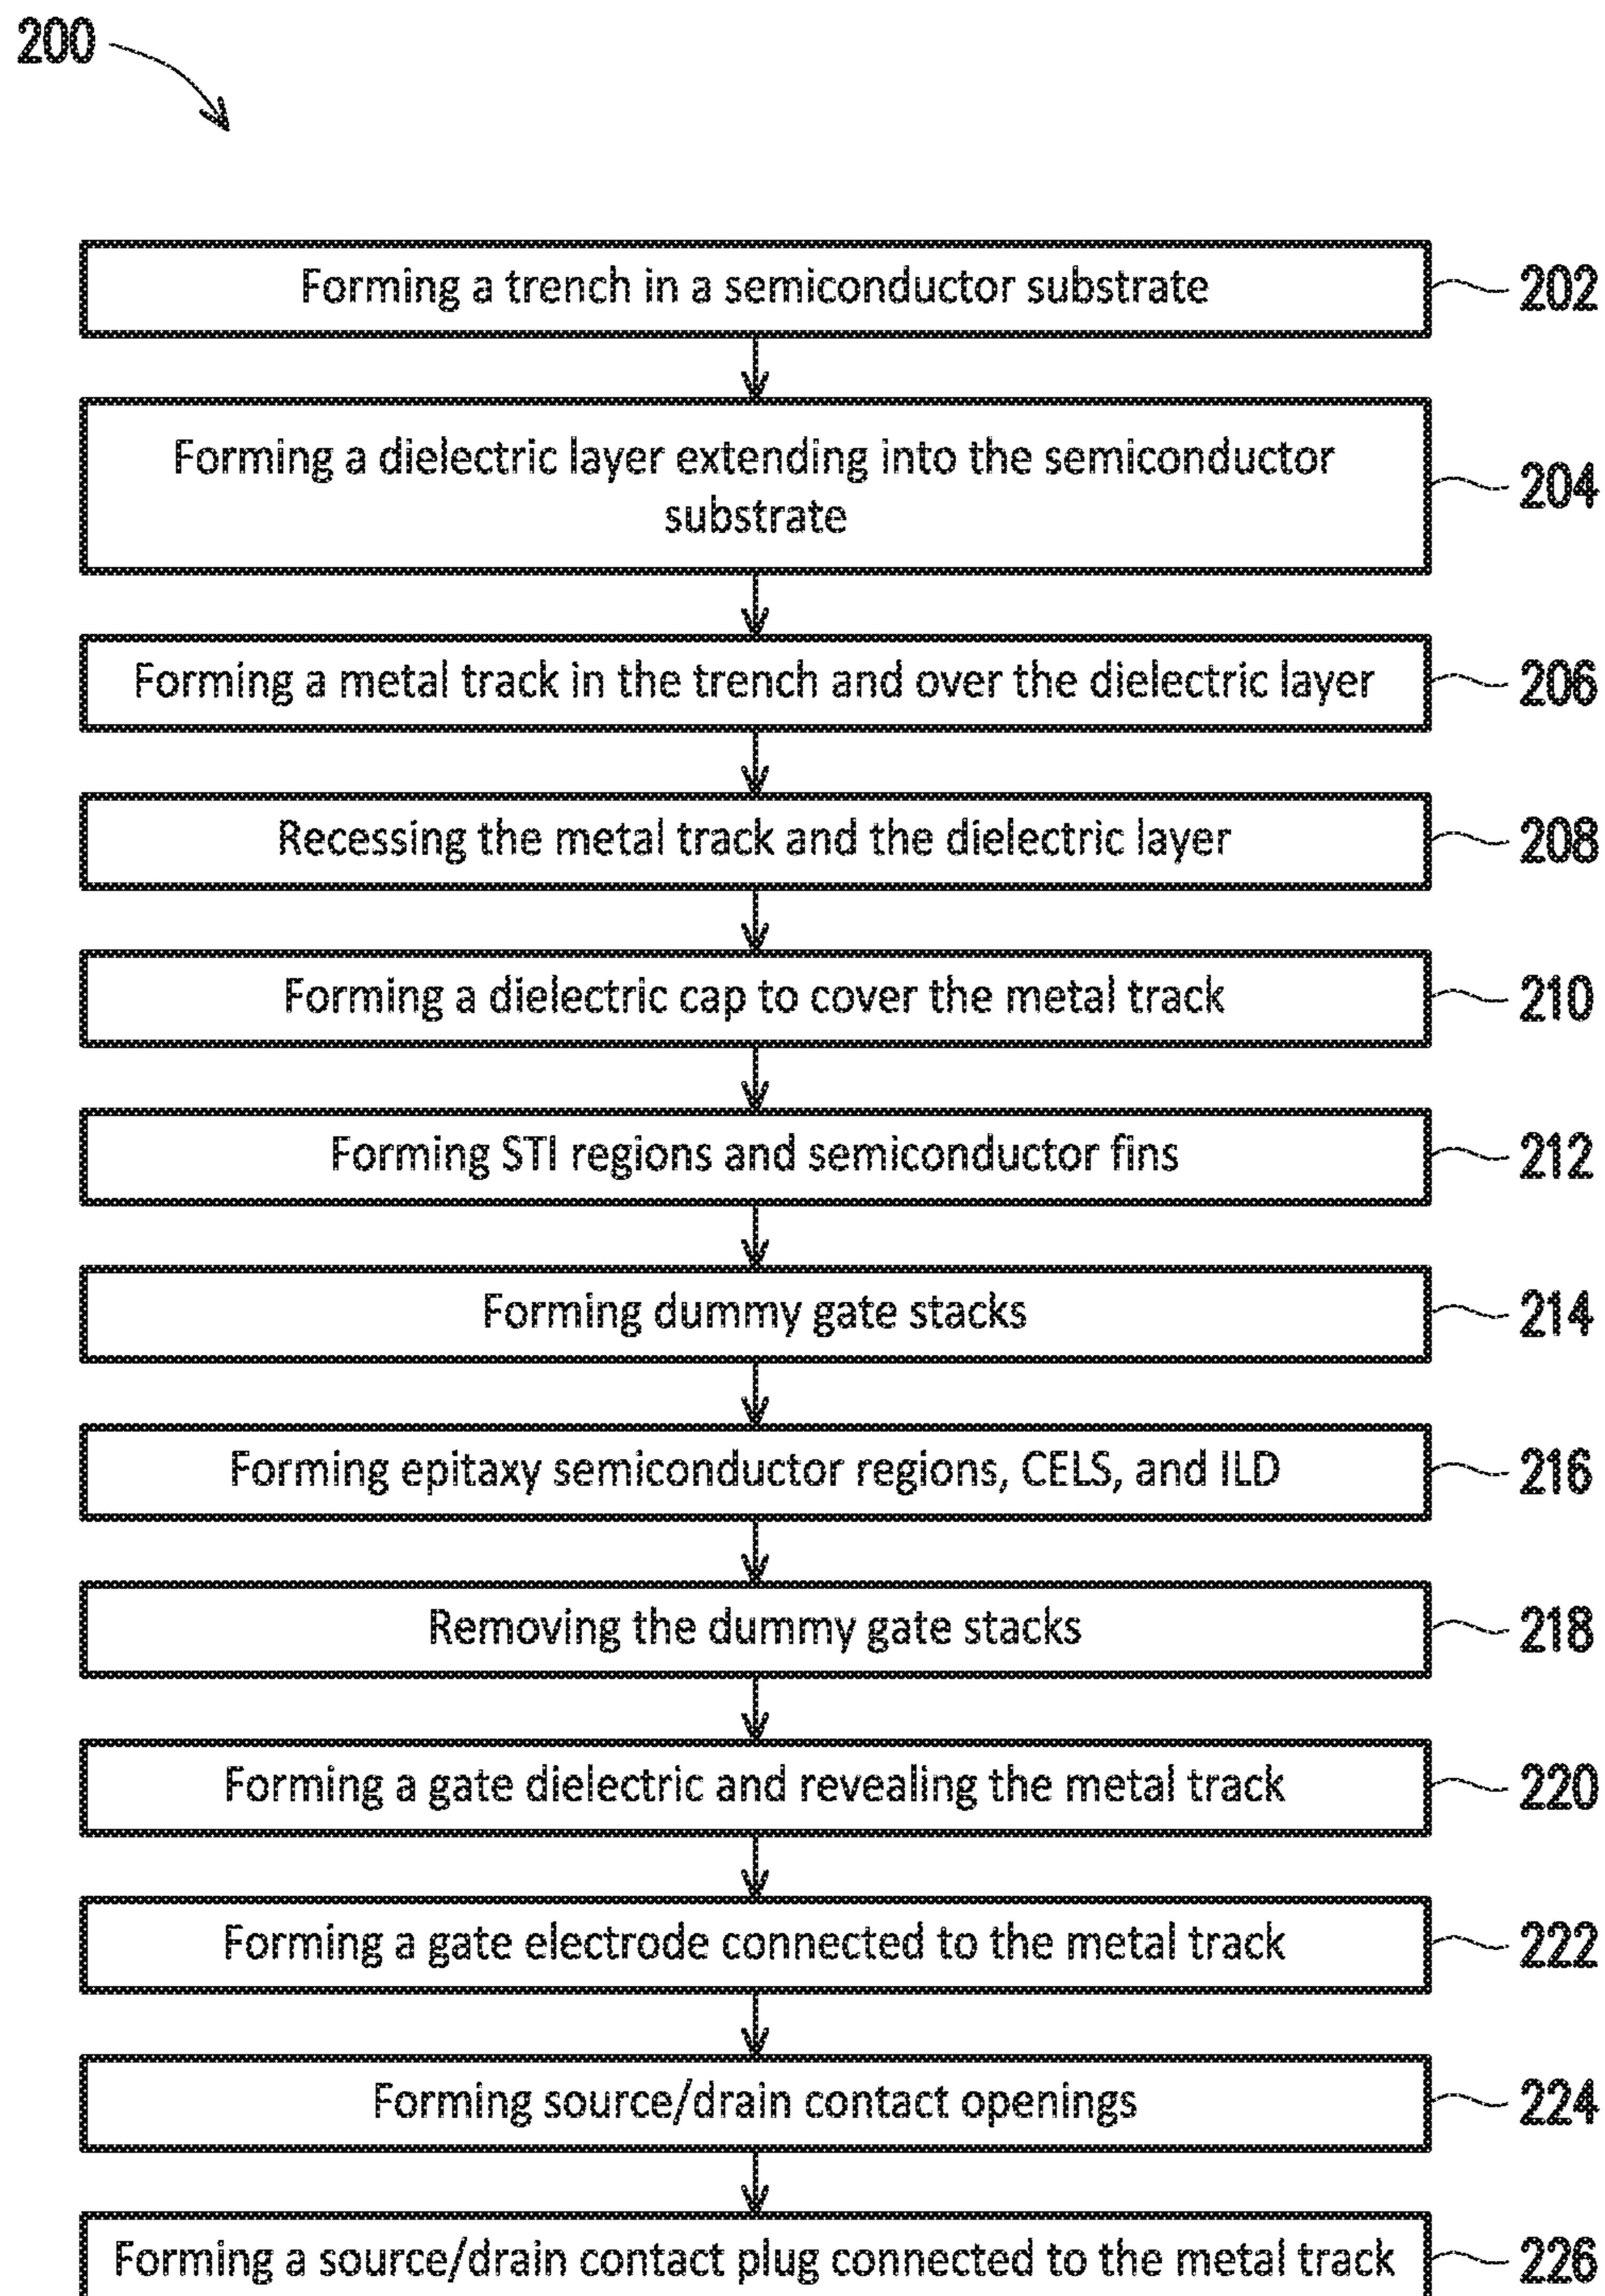 200
Forming a trench in a semiconductor substrate 202
Forming a dielectric layer extending into the semiconductor
substrate 204
Forming a metal track in the trench and over the dielectric layer 206
Recessing the metal track and the dielectric layer 208
Forming a dielectric cap to cover the metal track 210
Forming STI regions and semiconductor fins 212
Forming dummy gate stacks 214
Forming epitaxy semiconductor regions, CELS, and ILD 216
Removing the dummy gate stacks 218
Forming a gate dielectric and revealing the metal track 220
Forming a gate electrode connected to the metal track 222
Forming source/drain contact openings 224
Forming a source/drain contact plug connected to the metal track 226